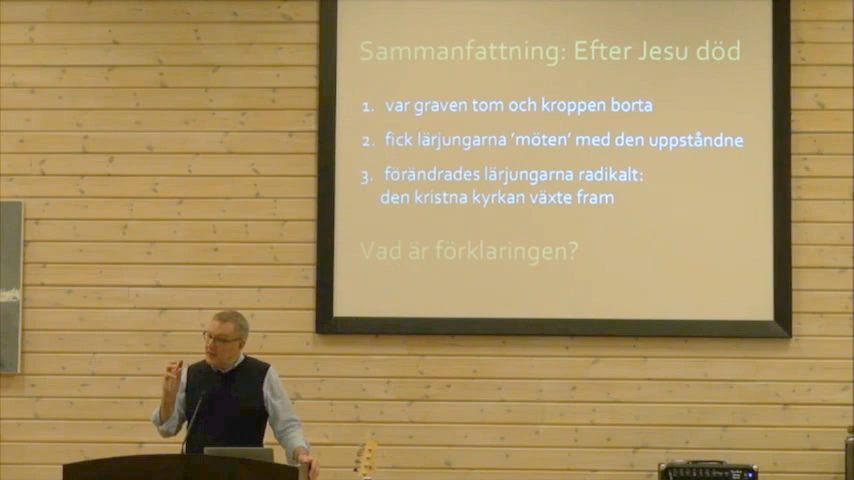 Sammanfattning: Efter Jesu död
1. var graven tom och kroppen borta
2. fick lärjungarna 'möten' med den uppståndne
3. förändrades lärjungarna radikalt:
den kristna kyrkan växte fram
Vad är förklaringen?